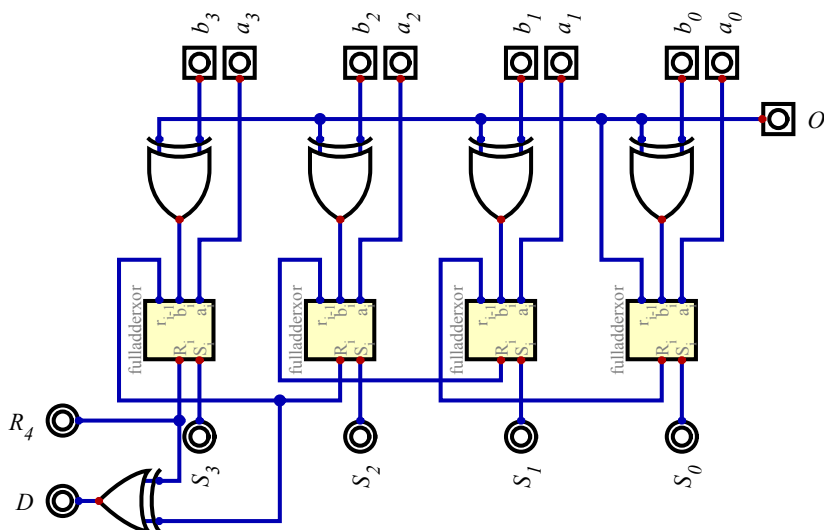 b₃ a₃ b₂ a₂ b₁ a₁ b₀ a₀
O
fulladderxor rᵢ₋₁ bᵢ aᵢ Rᵢ Sᵢ
fulladderxor rᵢ₋₁ bᵢ aᵢ Rᵢ Sᵢ
fulladderxor rᵢ₋₁ bᵢ aᵢ Rᵢ Sᵢ
fulladderxor rᵢ₋₁ bᵢ aᵢ Rᵢ Sᵢ
R₄
S₃ S₂ S₁ S₀
D